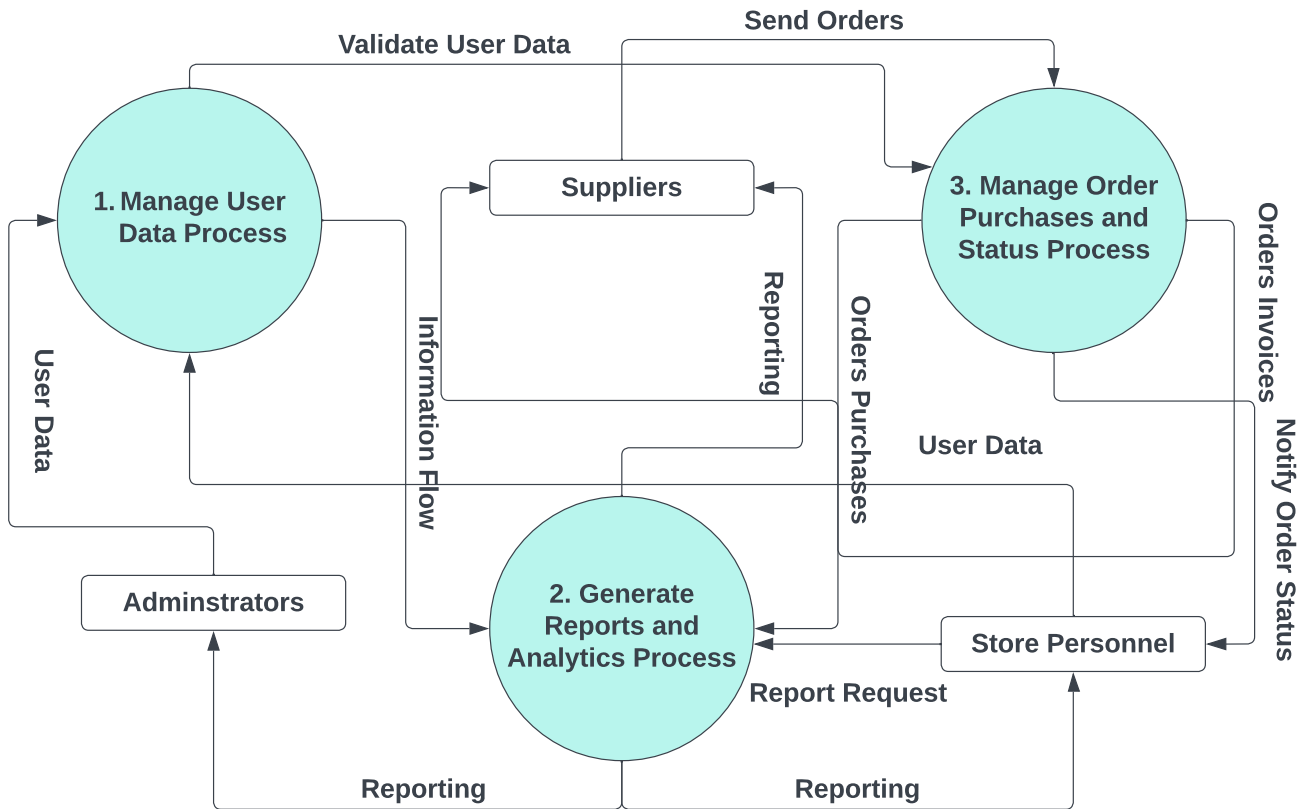 Send Orders
Validate User Data
Suppliers
1. Manage User
Data Process
3. Manage Order
Purchases and
Status Process
Orders Invoices
Reporting
Orders Purchases
Information Flow
User Data
User Data
Notify Order Status
2. Generate
Reports and
Analytics Process
Adminstrators
Store Personnel
Report Request
Reporting
Reporting